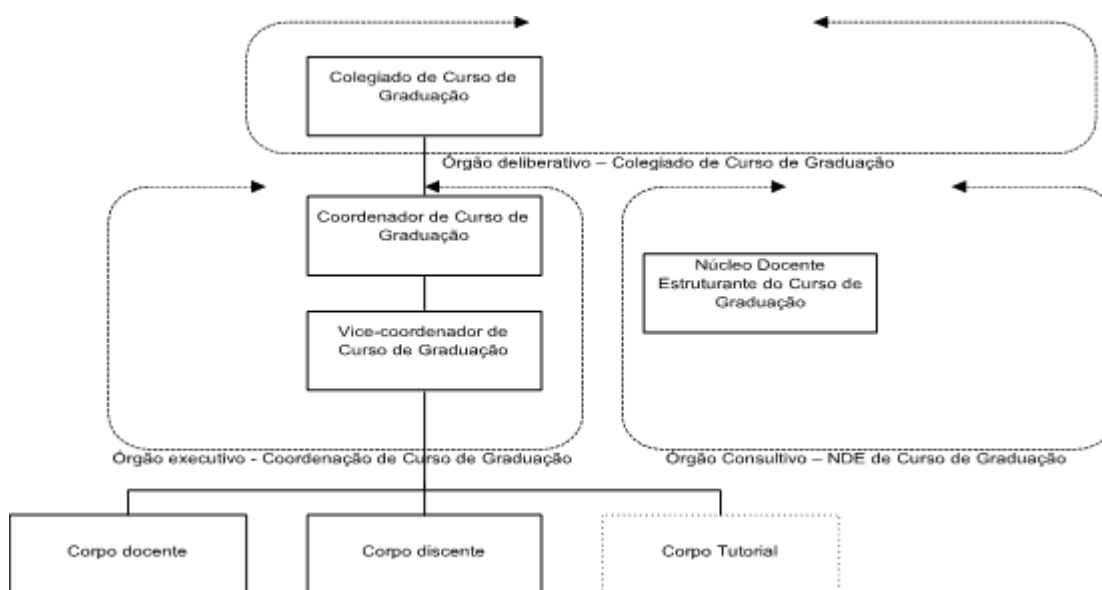 Colegiado de Curso de
Graduação
Órgão deliberativo – Colegiado de Curso de Graduação
Coordenador de Curso de
Graduação
Núcleo Docente
Estruturante do Curso de
Graduação
Vice-coordenador de
Curso de Graduação
Órgão executivo - Coordenação de Curso de Graduação
Órgão Consultivo – NDE de Curso de Graduação
Corpo docente
Corpo discente
Corpo Tutorial